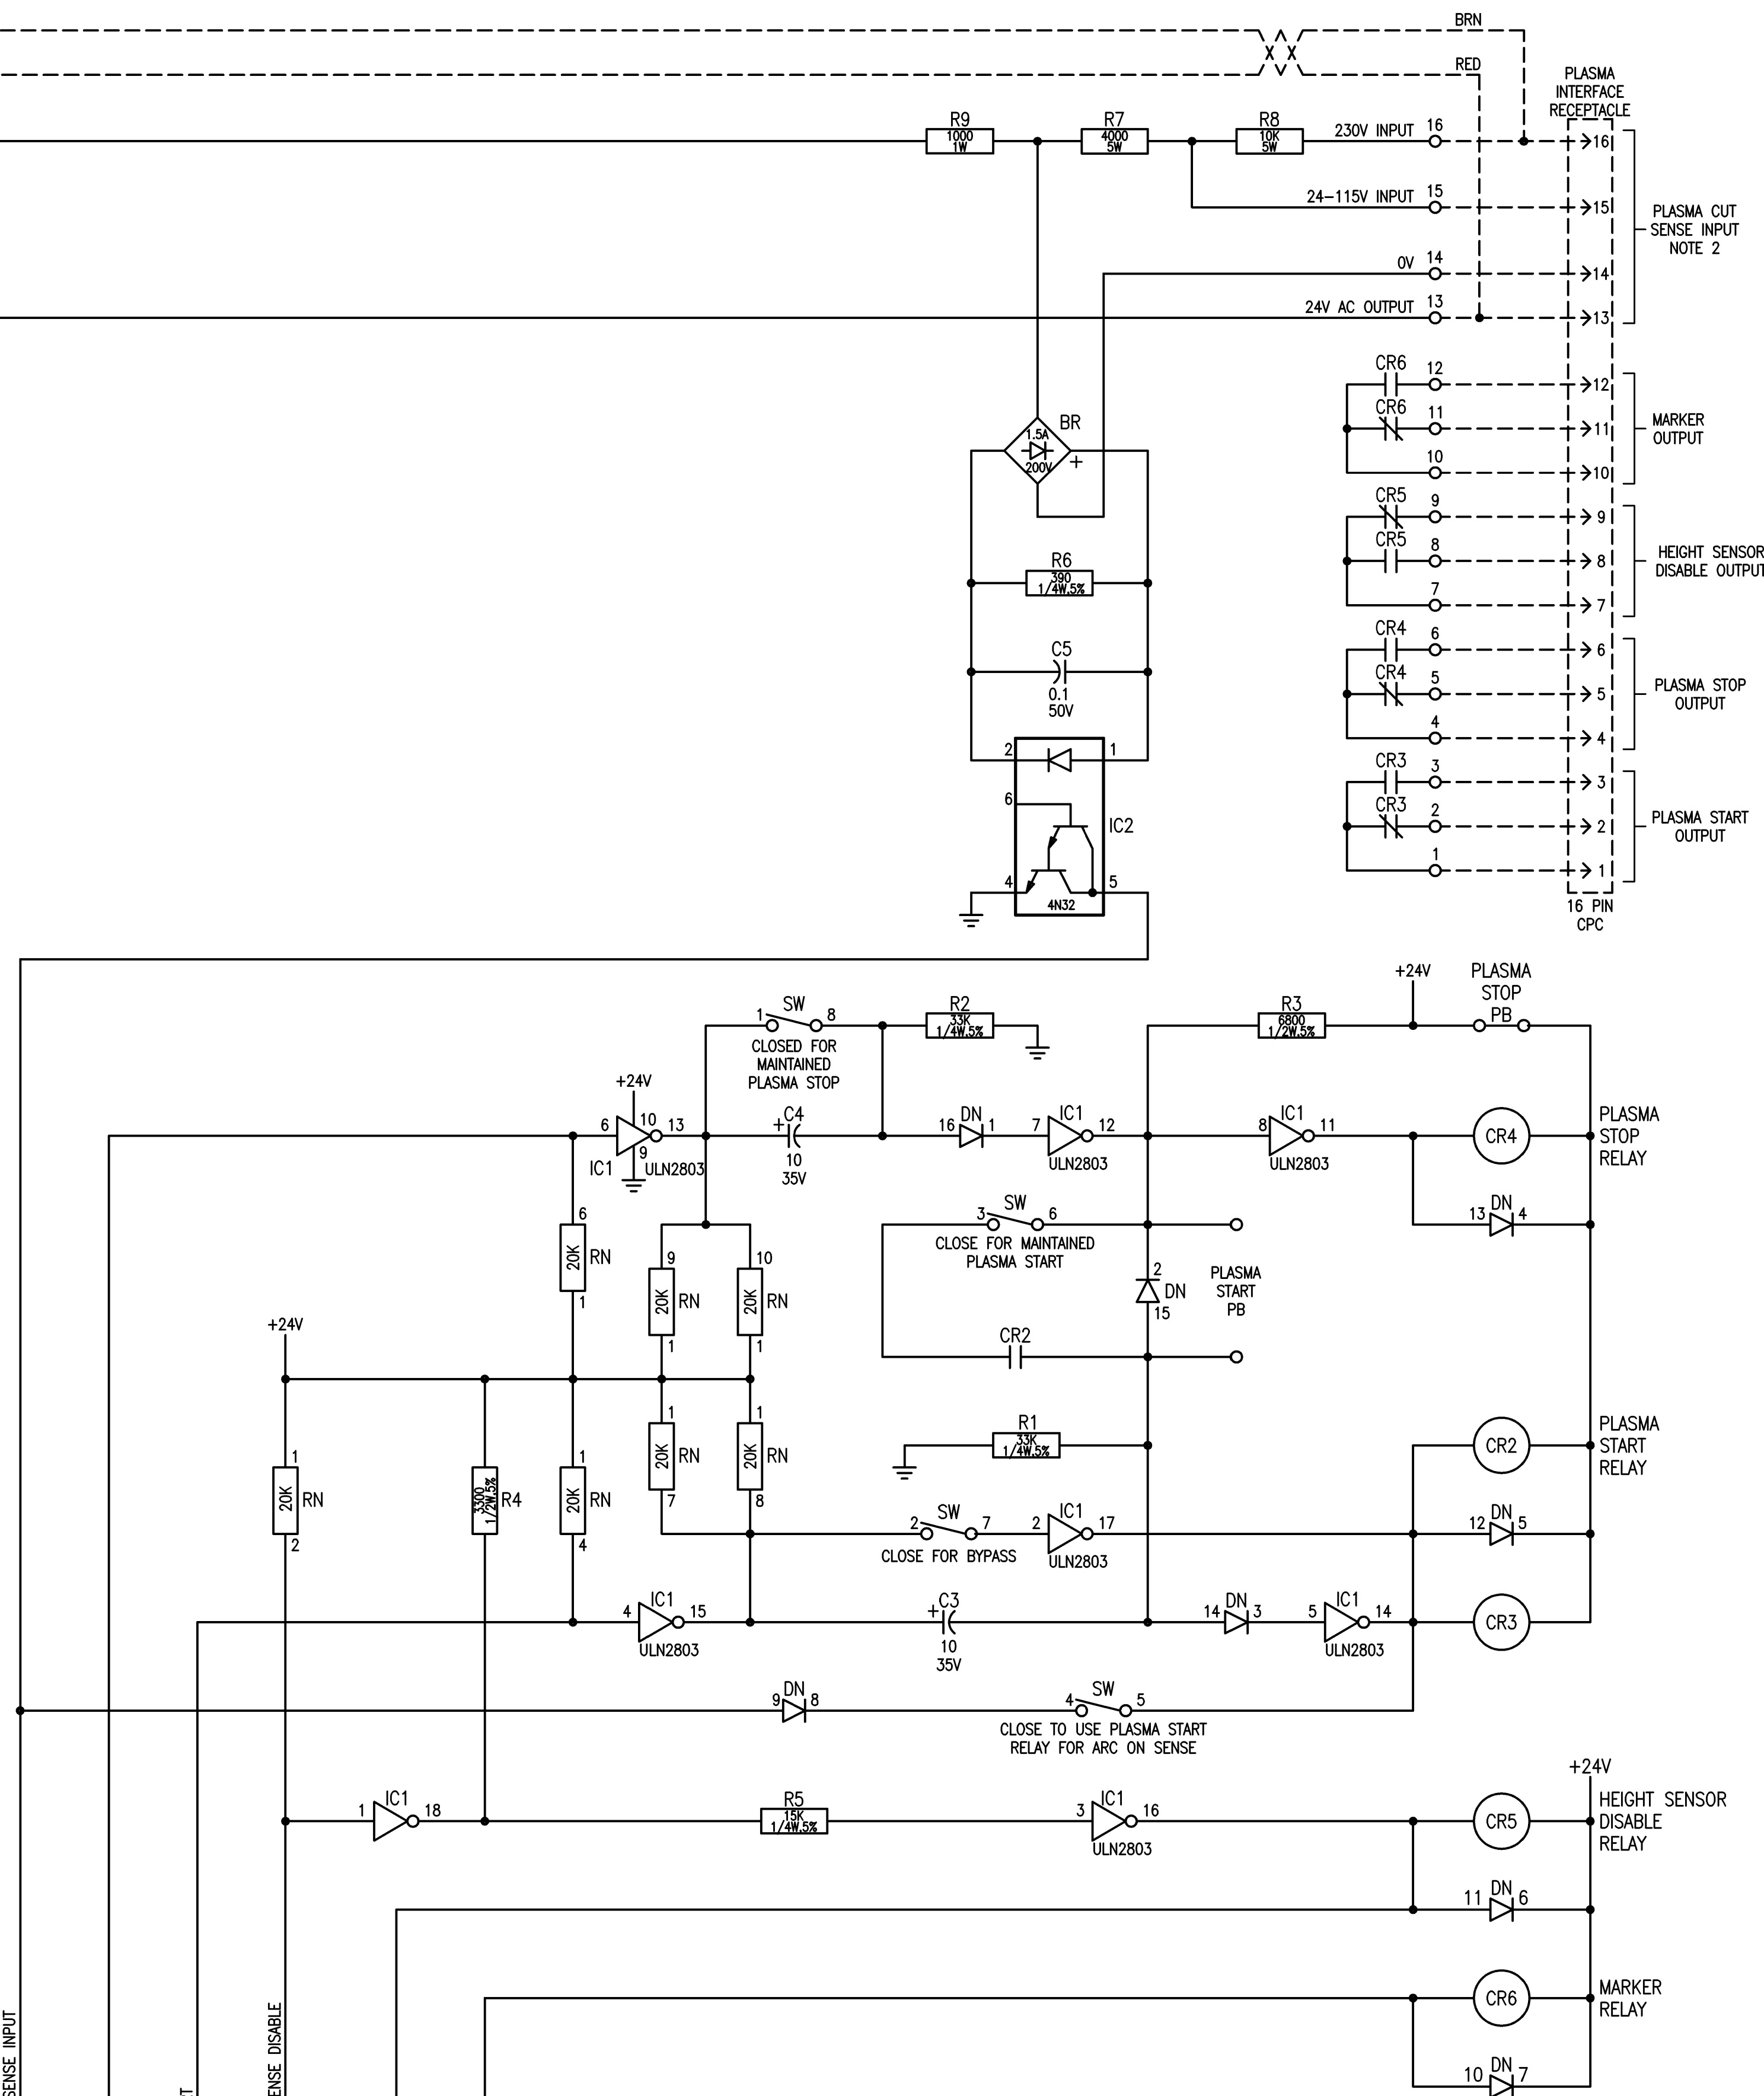 BRN
RED
PLASMA
INTERFACE
RECEPTACLE
R9
1000
1W
R7
4000
5W
R8
10K
5W
230V INPUT 16
16
24-115V INPUT 15
15
PLASMA CUT
SENSE INPUT
NOTE 2
0V 14
14
24V AC OUTPUT 13
13
CR6 12
12
CR6 11
11
MARKER
OUTPUT
10
10
BR
1.5A
200V
+
CR5 9
9
CR5 8
8
HEIGHT SENSOR
DISABLE OUTPUT
7
7
R6
390
1/4W,5%
CR4 6
6
CR4 5
5
PLASMA STOP
OUTPUT
4
4
C5
0.1
50V
2
1
6
IC2
4
5
4N32
CR3 3
3
CR3 2
2
PLASMA START
OUTPUT
1
1
16 PIN
CPC
+24V
PLASMA
STOP
PB
1 SW 8
CLOSED FOR
MAINTAINED
PLASMA STOP
R2
33K
1/4W,5%
R3
6800
1/2W,5%
+24V
6
10
13
9
IC1
ULN2803
+ C4
10
35V
16 DN 1
7 IC1 12
ULN2803
8 IC1 11
ULN2803
CR4
PLASMA
STOP
RELAY
3 SW 6
CLOSE FOR MAINTAINED
PLASMA START
13 DN 4
6
20K
RN
1
9
20K
RN
1
10
20K
RN
1
2
DN
15
PLASMA
START
PB
+24V
CR2
1
20K
RN
2
3300
1/2W,5%
R4
1
20K
RN
4
1
20K
RN
7
1
20K
RN
8
R1
33K
1/4W,5%
CR2
PLASMA
START
RELAY
2 SW 7
CLOSE FOR BYPASS
2 IC1 17
ULN2803
12 DN 5
4 IC1 15
ULN2803
+ C3
10
35V
14 DN 3
5 IC1 14
ULN2803
CR3
9 DN 8
4 SW 5
CLOSE TO USE PLASMA START
RELAY FOR ARC ON SENSE
+24V
1 IC1 18
R5
15K
1/4W,5%
3 IC1 16
ULN2803
CR5
HEIGHT SENSOR
DISABLE
RELAY
11 DN 6
CR6
MARKER
RELAY
10 DN 7
SENSE INPUT
ENSE DISABLE